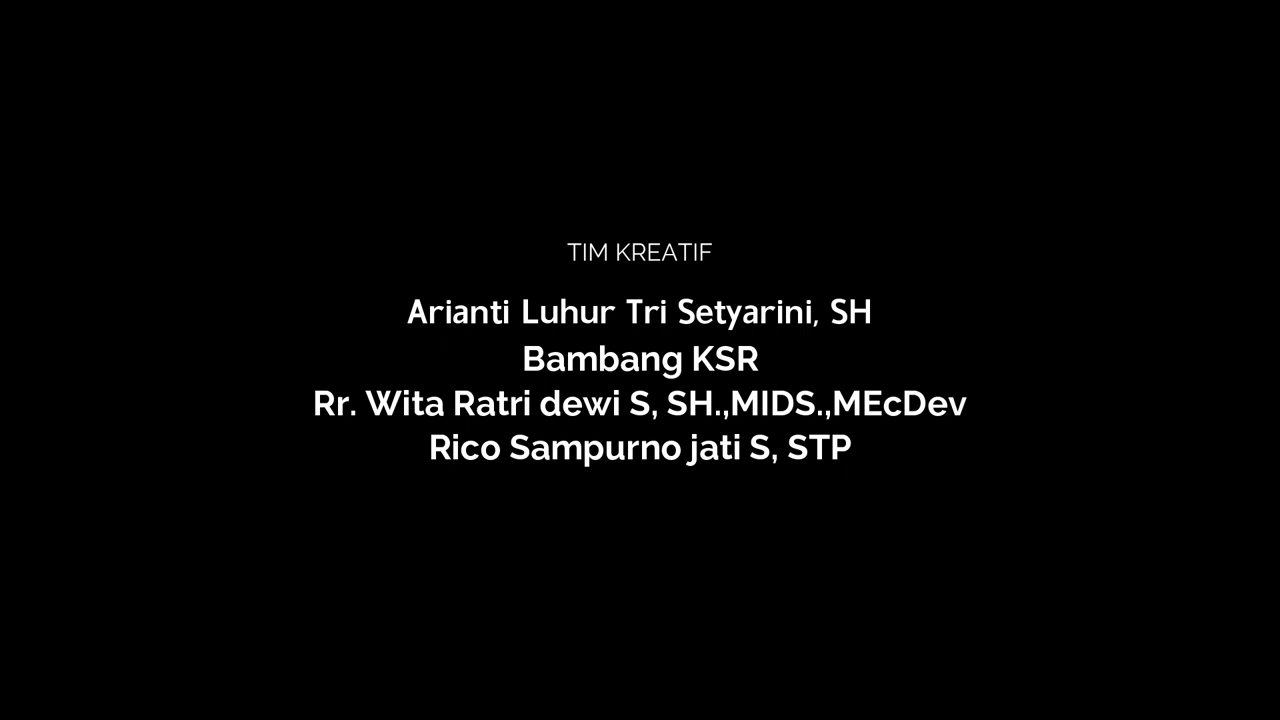 TIM KREATIF
Arianti Luhur Tri Setyarini, SH
Bambang KSR
Rr. Wita Ratri dewi S, SH.,MIDS.,MEcDev
Rico Sampurno jati S, STP